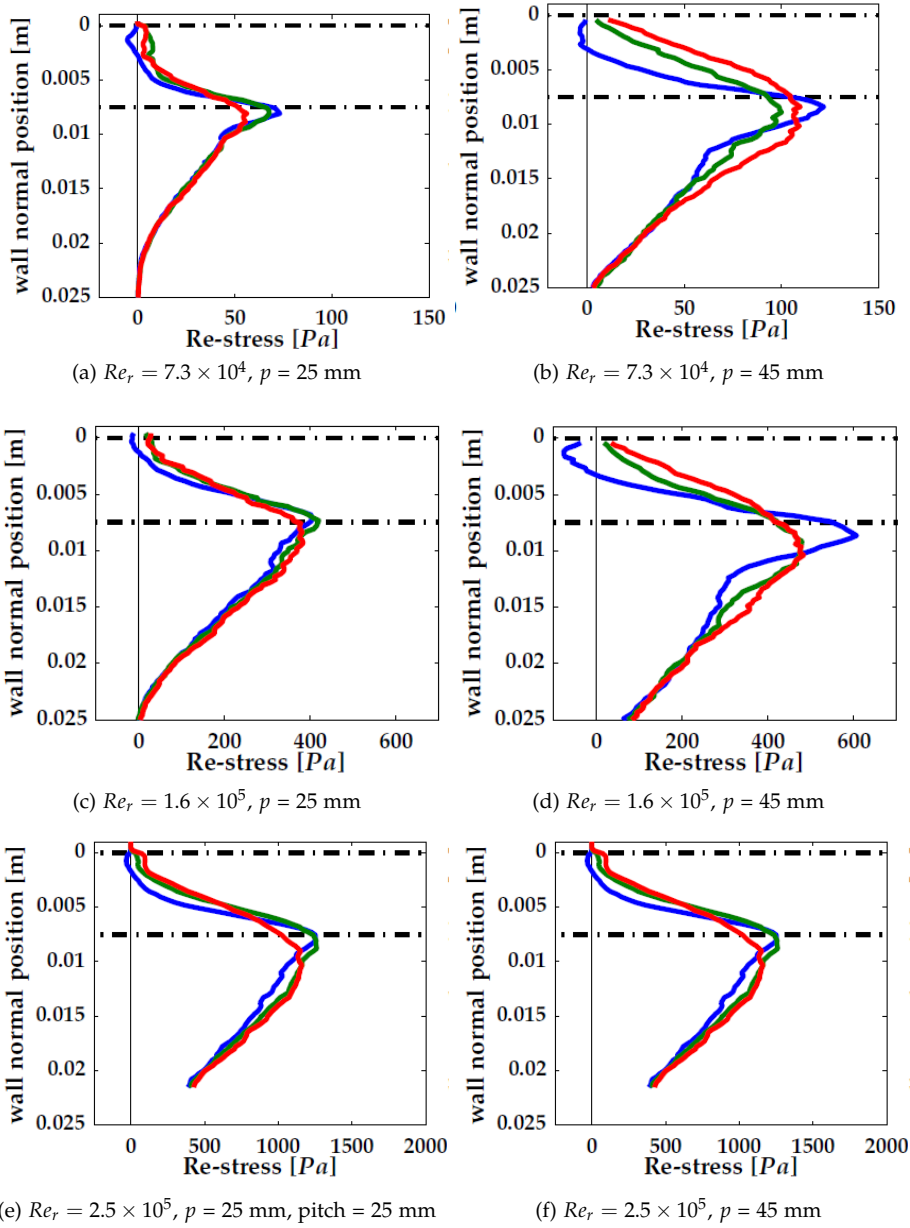 wall normal position [m]
0
0.005
0.01
0.015
0.02
0.025
0 50 100 150
Re-stress [Pa]
(a) Re_r = 7.3 × 10^4, p = 25 mm
wall normal position [m]
0
0.005
0.01
0.015
0.02
0.025
0 50 100 150
Re-stress [Pa]
(b) Re_r = 7.3 × 10^4, p = 45 mm
wall normal position [m]
0
0.005
0.01
0.015
0.02
0.025
0 200 400 600
Re-stress [Pa]
(c) Re_r = 1.6 × 10^5, p = 25 mm
wall normal position [m]
0
0.005
0.01
0.015
0.02
0.025
0 200 400 600
Re-stress [Pa]
(d) Re_r = 1.6 × 10^5, p = 45 mm
wall normal position [m]
0
0.005
0.01
0.015
0.02
0.025
0 500 1000 1500 2000
Re-stress [Pa]
(e) Re_r = 2.5 × 10^5, p = 25 mm, pitch = 25 mm
wall normal position [m]
0
0.005
0.01
0.015
0.02
0.025
0 500 1000 1500 2000
Re-stress [Pa]
(f) Re_r = 2.5 × 10^5, p = 45 mm